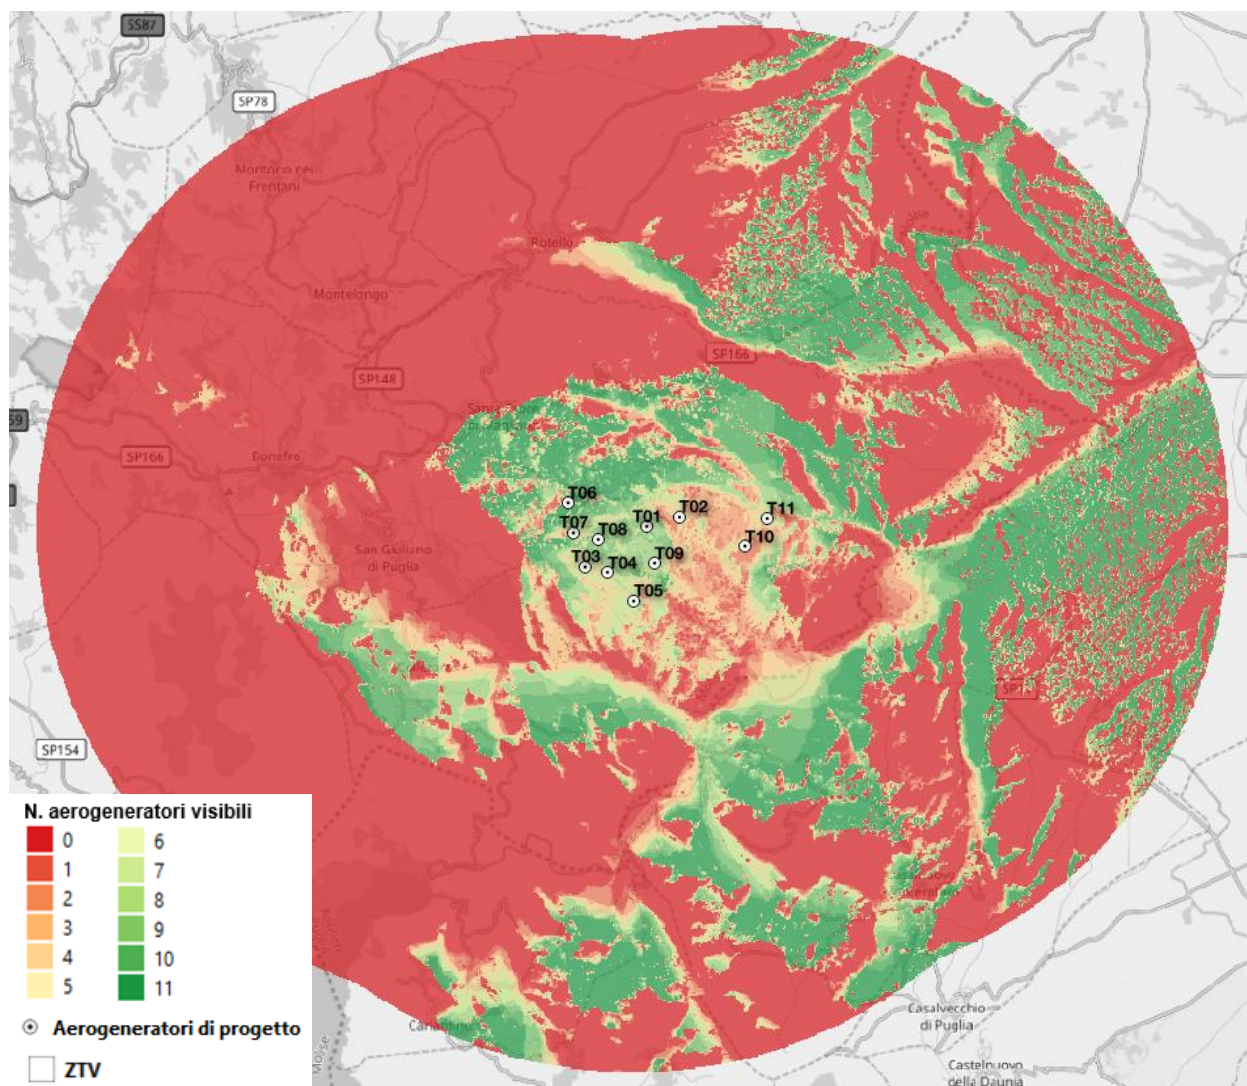 SS87
SP78
Montorio nei
Frentani
Rotello
Montelongo
SP166
SP148
59
SP166
Bonefro
T06
T02
T11
T01
T07
T08
T10
San Giuliano
di Puglia
T09
T03
T04
T05
SP154
N. aerogeneratori visibili
0
6
1
7
2
8
3
9
4
10
5
11
Aerogeneratori di progetto
ZTV
Molise
Casalvecchio
di Puglia
Castelnuovo
della Daunia